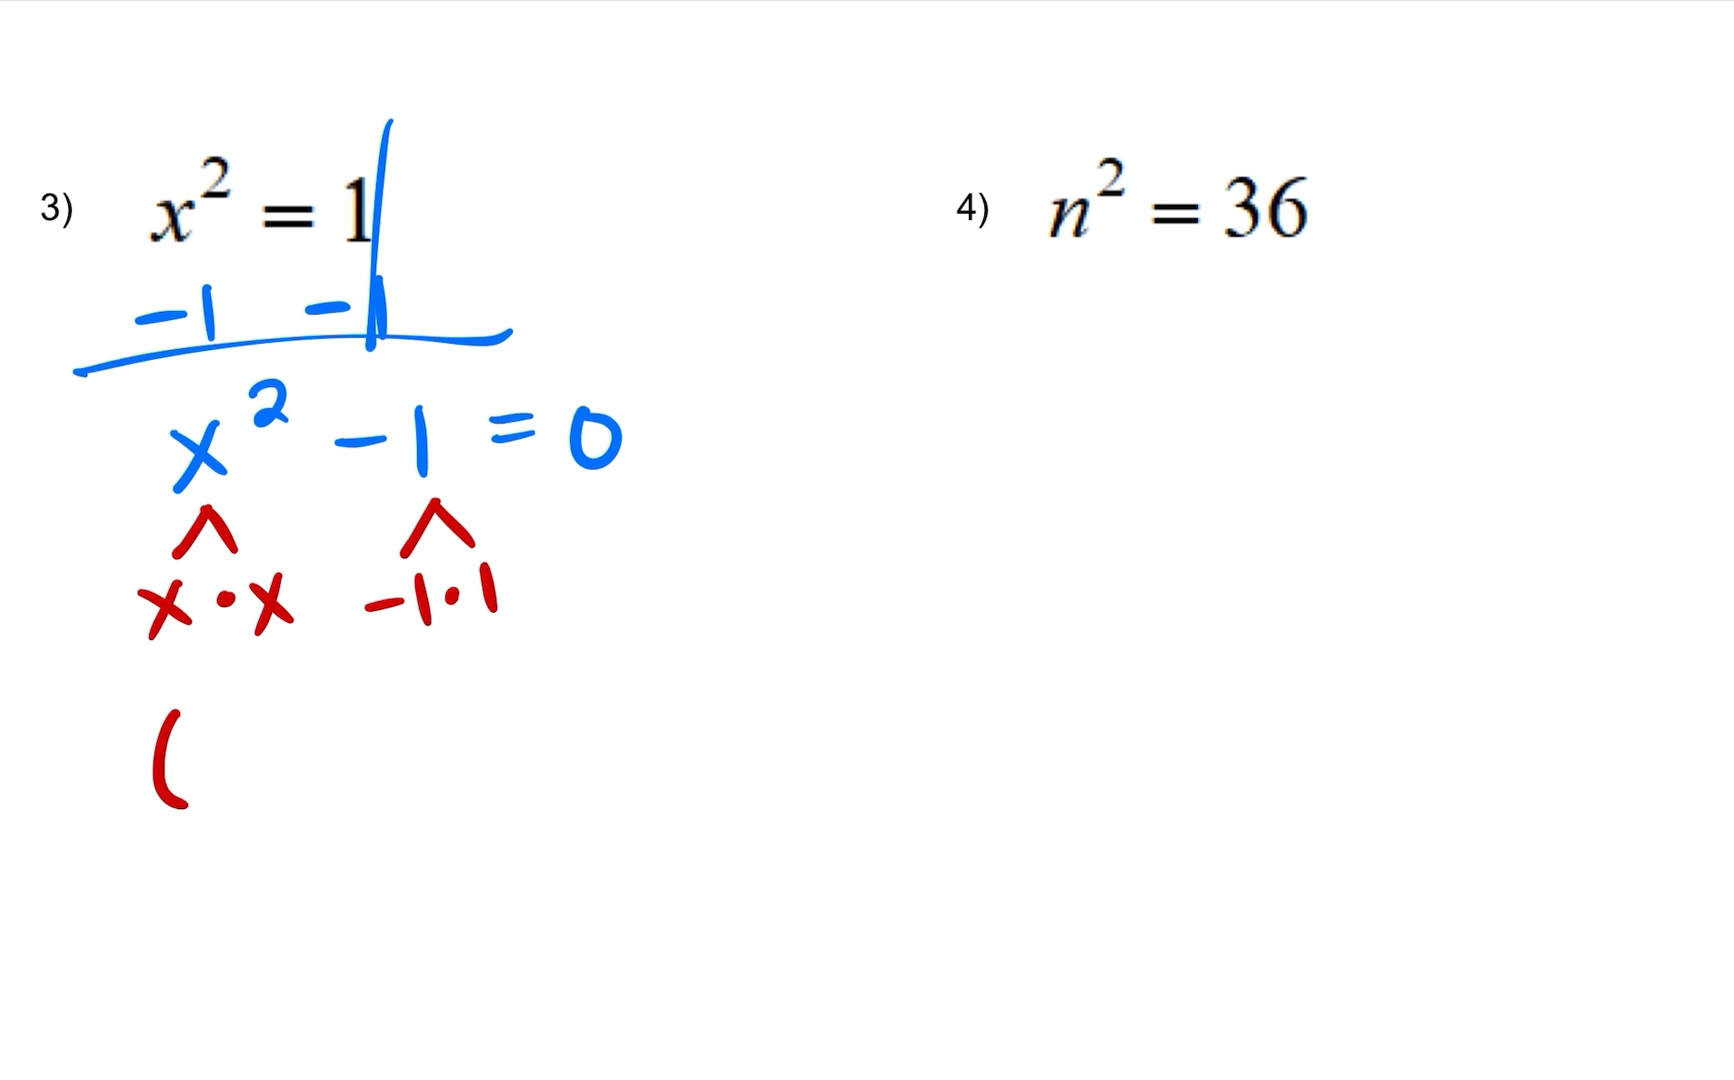 3) x² = 1
-1 -1
x² - 1 = 0
x · x -1 · 1
(
4) n² = 36